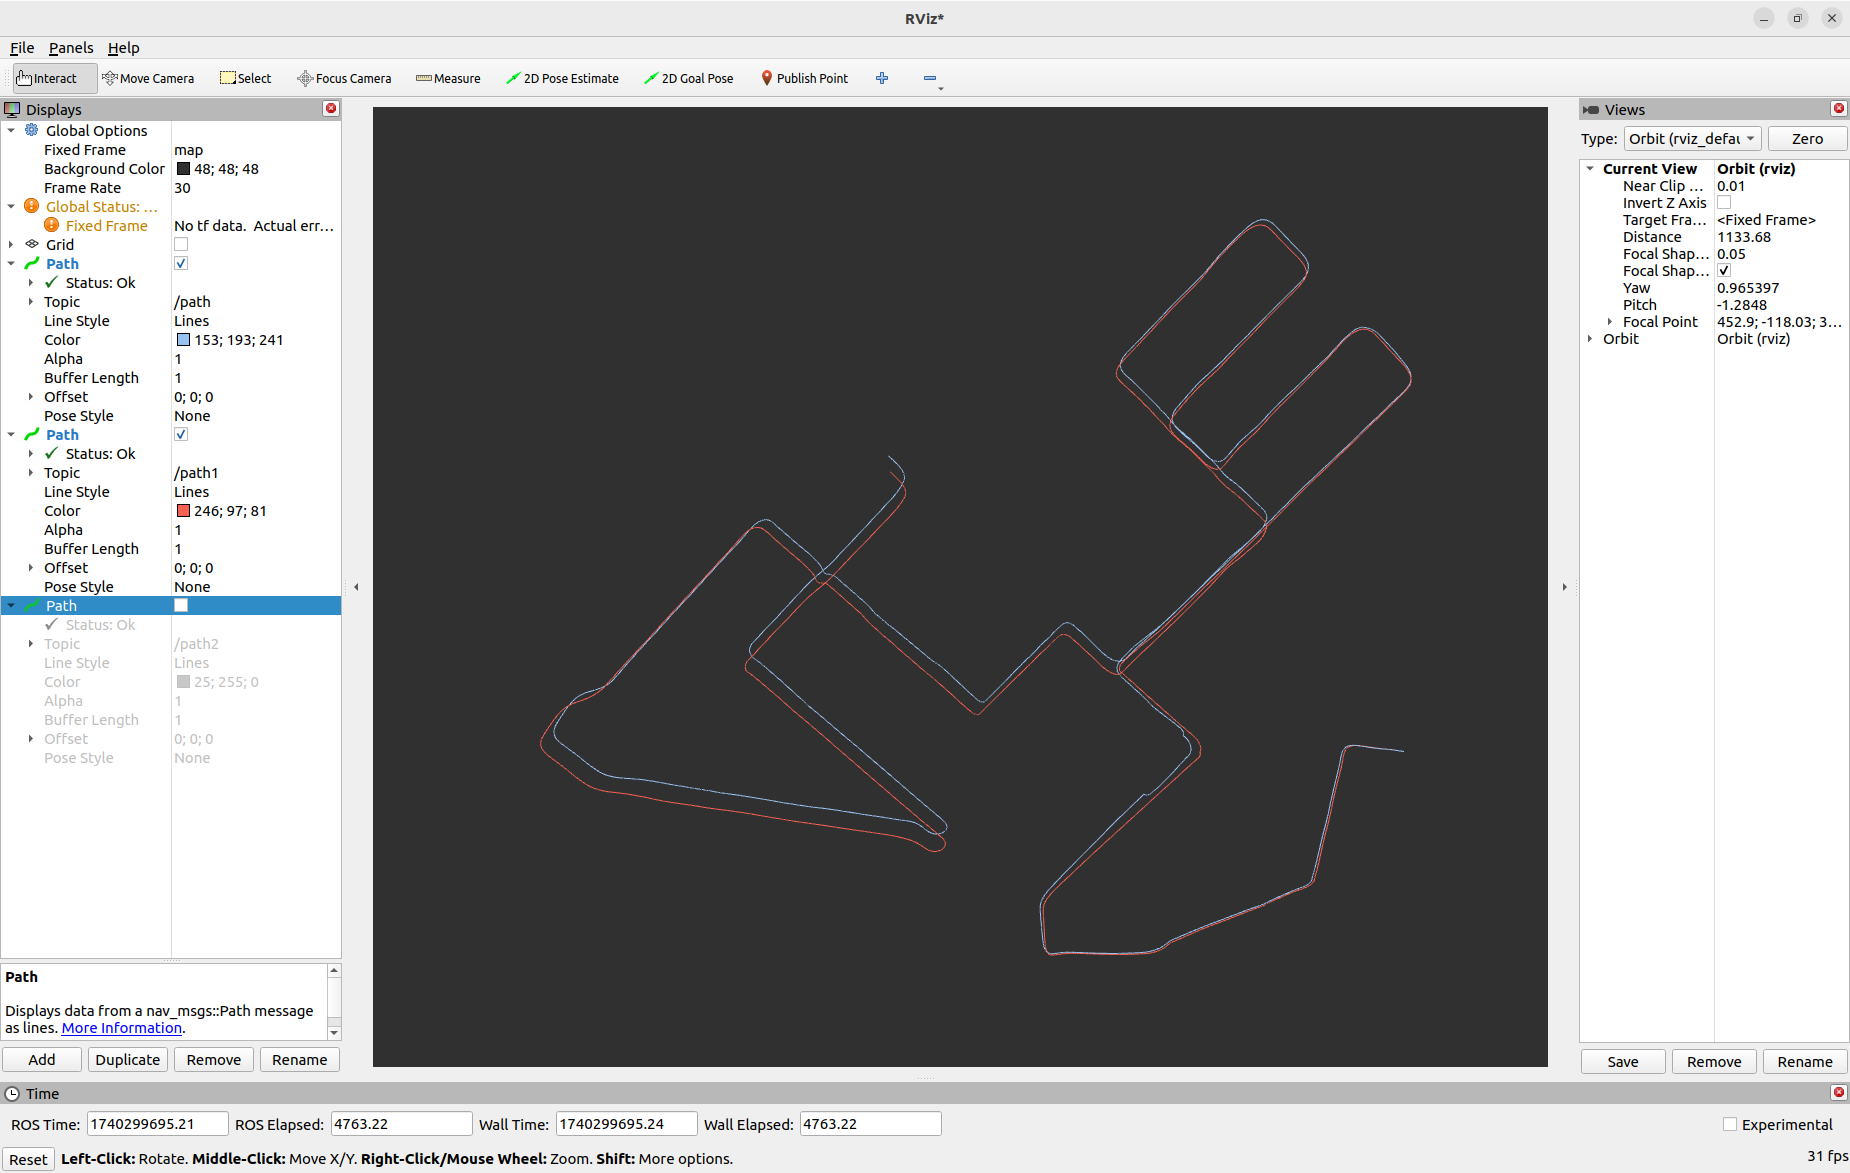 RViz*
File Panels Help
Interact Move Camera Select Focus Camera Measure 2D Pose Estimate 2D Goal Pose Publish Point
Displays
Global Options
Fixed Frame map
Background Color 48; 48; 48
Frame Rate 30
Global Status: ...
Fixed Frame No tf data. Actual err...
Grid
Path
Status: Ok
Topic /path
Line Style Lines
Color 153; 193; 241
Alpha 1
Buffer Length 1
Offset 0; 0; 0
Pose Style None
Path
Status: Ok
Topic /path1
Line Style Lines
Color 246; 97; 81
Alpha 1
Buffer Length 1
Offset 0; 0; 0
Pose Style None
Path
Status: Ok
Topic /path2
Line Style Lines
Color 25; 255; 0
Alpha 1
Buffer Length 1
Offset 0; 0; 0
Pose Style None
Path
Displays data from a nav_msgs::Path message
as lines. More Information.
Add Duplicate Remove Rename
Views
Type: Orbit (rviz_defau Zero
Current View Orbit (rviz)
Near Clip ... 0.01
Invert Z Axis
Target Fra... <Fixed Frame>
Distance 1133.68
Focal Shap... 0.05
Focal Shap...
Yaw 0.965397
Pitch -1.2848
Focal Point 452.9; -118.03; 3...
Orbit Orbit (rviz)
Save Remove Rename
Time
ROS Time: 1740299695.21 ROS Elapsed: 4763.22 Wall Time: 1740299695.24 Wall Elapsed: 4763.22 Experimental
Reset Left-Click: Rotate. Middle-Click: Move X/Y. Right-Click/Mouse Wheel: Zoom. Shift: More options. 31 fps